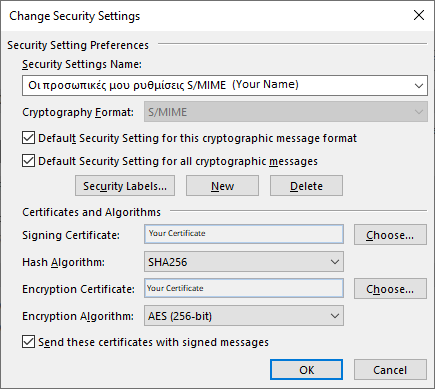 Change Security Settings
Security Setting Preferences
Security Settings Name:
Οι προσωπικές μου ρυθμίσεις S/MIME (Your Name)
Cryptography Format: S/MIME
Default Security Setting for this cryptographic message format
Default Security Setting for all cryptographic messages
Security Labels... New Delete
Certificates and Algorithms
Signing Certificate: Your Certificate Choose...
Hash Algorithm: SHA256
Encryption Certificate: Your Certificate Choose...
Encryption Algorithm: AES (256-bit)
Send these certificates with signed messages
OK Cancel